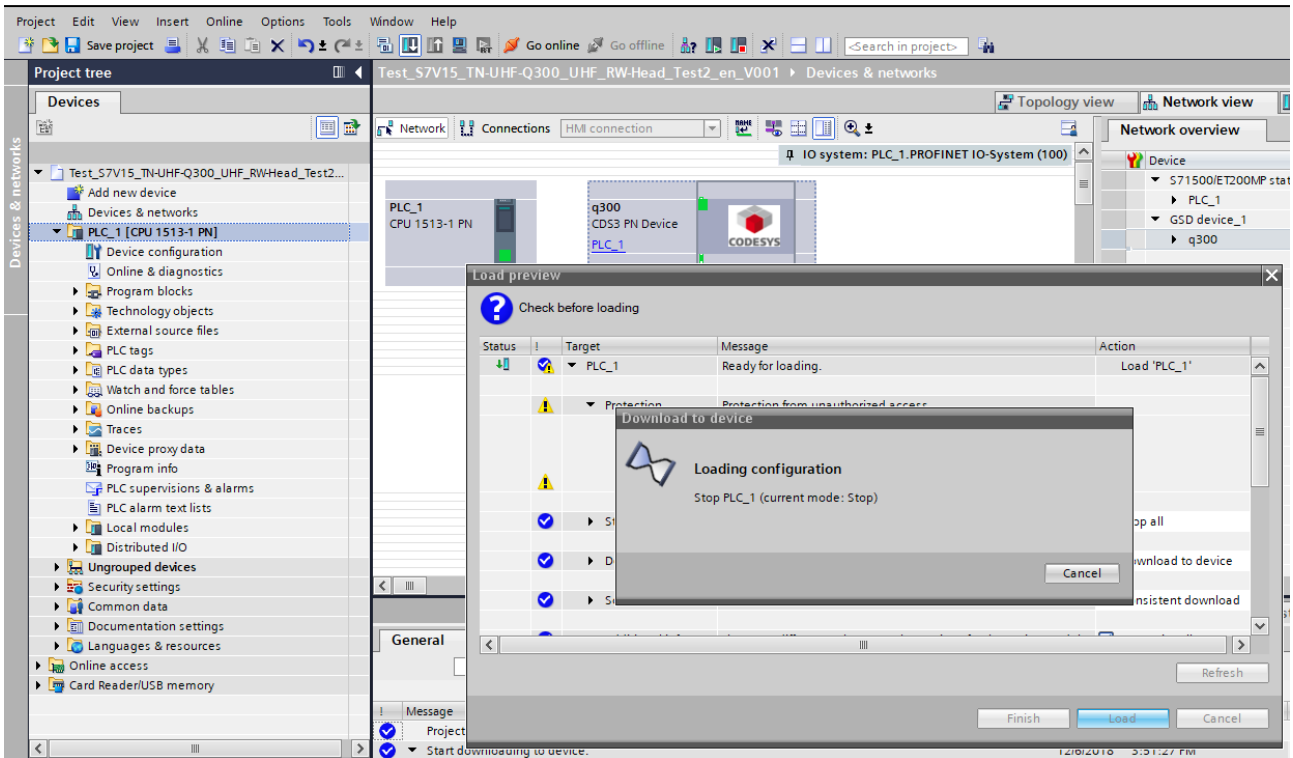 Project Edit View Insert Online Options Tools Window Help
Save project Go online Go offline <Search in project>
Project tree
Test_S7V15_TN-UHF-Q300_UHF_RW-Head_Test2_en_V001 Devices & networks
Devices
Topology view Network view
Network Connections HMI connection
Network overview
IO system: PLC_1.PROFINET IO-System (100)
Devices & networks
Test_S7V15_TN-UHF-Q300_UHF_RW-Head_Test2...
Add new device
Devices & networks
PLC_1 [CPU 1513-1 PN]
Device configuration
Online & diagnostics
Program blocks
Technology objects
External source files
PLC tags
PLC data types
Watch and force tables
Online backups
Traces
Device proxy data
Program info
PLC supervisions & alarms
PLC alarm text lists
Local modules
Distributed I/O
Ungrouped devices
Security settings
Common data
Documentation settings
Languages & resources
Online access
Card Reader/USB memory
PLC_1
CPU 1513-1 PN
q300
CDS3 PN Device
PLC_1
CODESYS
Device
S71500/ET200MP stat
PLC_1
GSD device_1
q300
Load preview
Check before loading
Status ! Target Message Action
PLC_1 Ready for loading. Load 'PLC_1'
Protection Protection from unauthorized access
Download to device
Loading configuration
Stop PLC_1 (current mode: Stop)
Cancel
St op all
D wnload to device
So nsistent download
Refresh
Finish Load Cancel
General
! Message
Project
Start downloading to device. 12/6/2018 3:51:27 PM